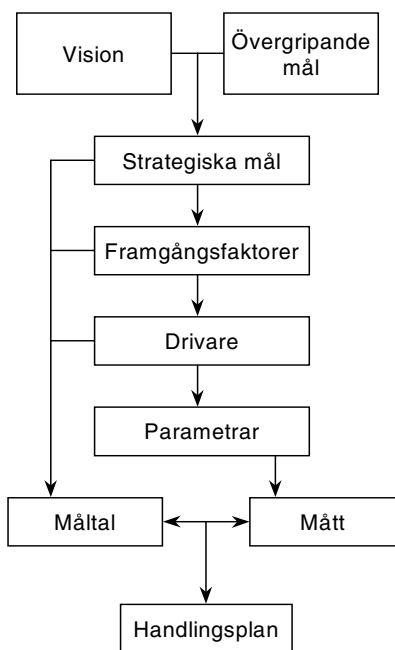 Vision
Övergripande
mål
Strategiska mål
Framgångsfaktorer
Drivare
Parametrar
Måltal
Mått
Handlingsplan